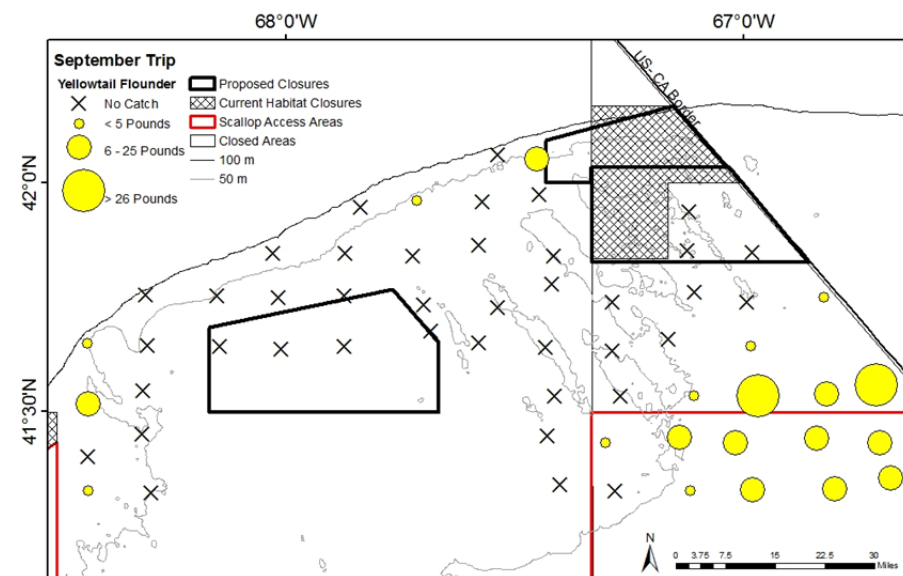 68°0'W 67°0'W
September Trip
Yellowtail Flounder
No Catch
< 5 Pounds
6 - 25 Pounds
> 26 Pounds
Proposed Closures
Current Habitat Closures
Scallop Access Areas
Closed Areas
100 m
50 m
US- CA Border
42°0'N
41°30'N
N
0 3.75 7.5 15 22.5 30
Miles